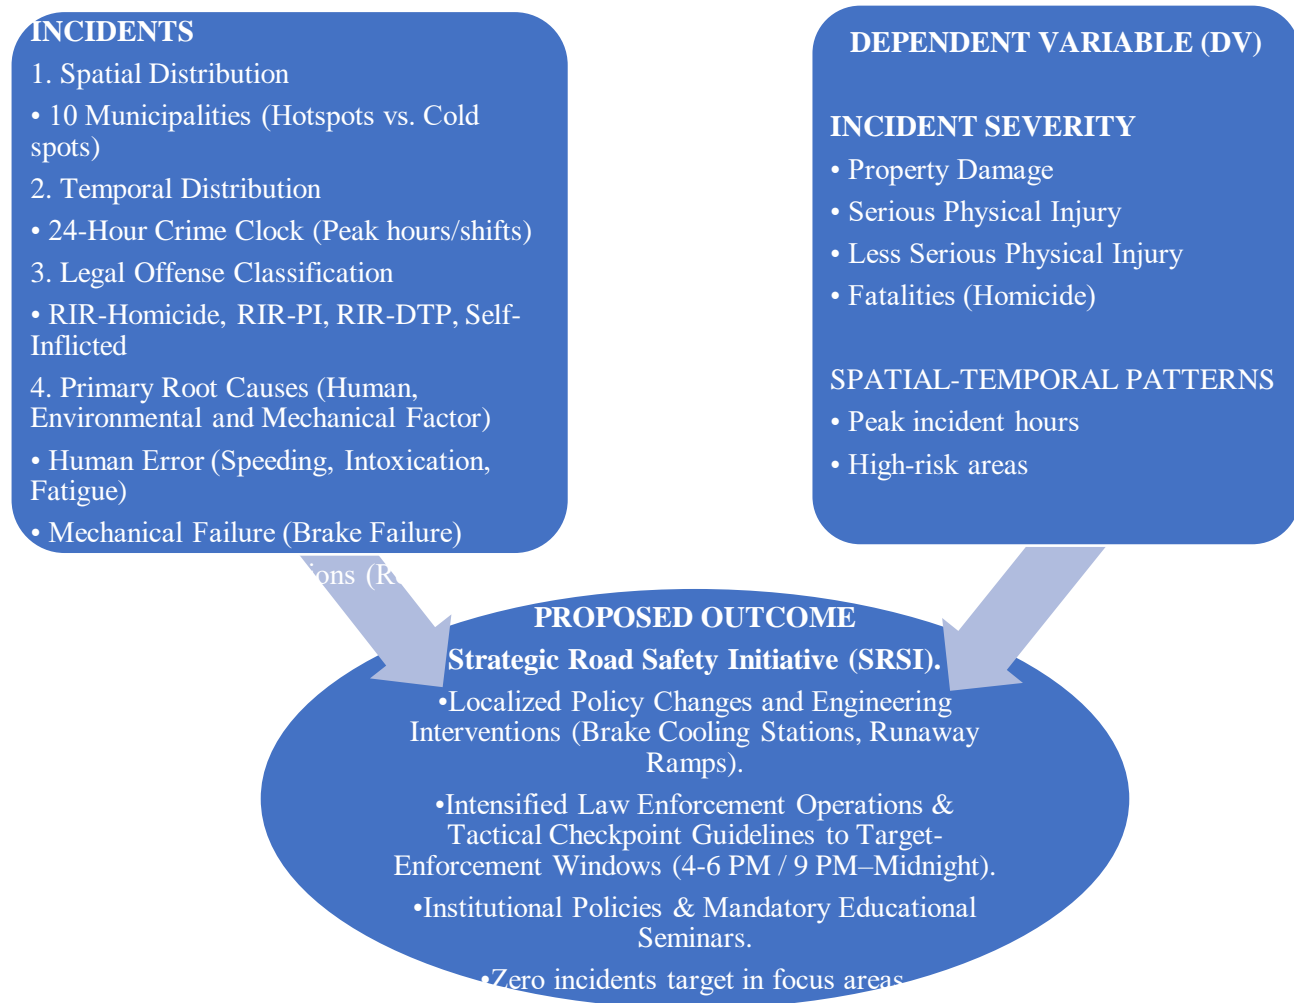 INCIDENTS
1. Spatial Distribution
• 10 Municipalities (Hotspots vs. Cold
spots)
2. Temporal Distribution
• 24-Hour Crime Clock (Peak hours/shifts)
3. Legal Offense Classification
• RIR-Homicide, RIR-PI, RIR-DTP, Self-
Inflicted
4. Primary Root Causes (Human,
Environmental and Mechanical Factor)
• Human Error (Speeding, Intoxication,
Fatigue)
• Mechanical Failure (Brake Failure)
DEPENDENT VARIABLE (DV)
INCIDENT SEVERITY
• Property Damage
• Serious Physical Injury
• Less Serious Physical Injury
• Fatalities (Homicide)
SPATIAL-TEMPORAL PATTERNS
• Peak incident hours
• High-risk areas
PROPOSED OUTCOME
Strategic Road Safety Initiative (SRSI).
•Localized Policy Changes and Engineering
Interventions (Brake Cooling Stations, Runaway
Ramps).
•Intensified Law Enforcement Operations &
Tactical Checkpoint Guidelines to Target-
Enforcement Windows (4-6 PM / 9 PM–Midnight).
•Institutional Policies & Mandatory Educational
Seminars.
•Zero incidents target in focus areas